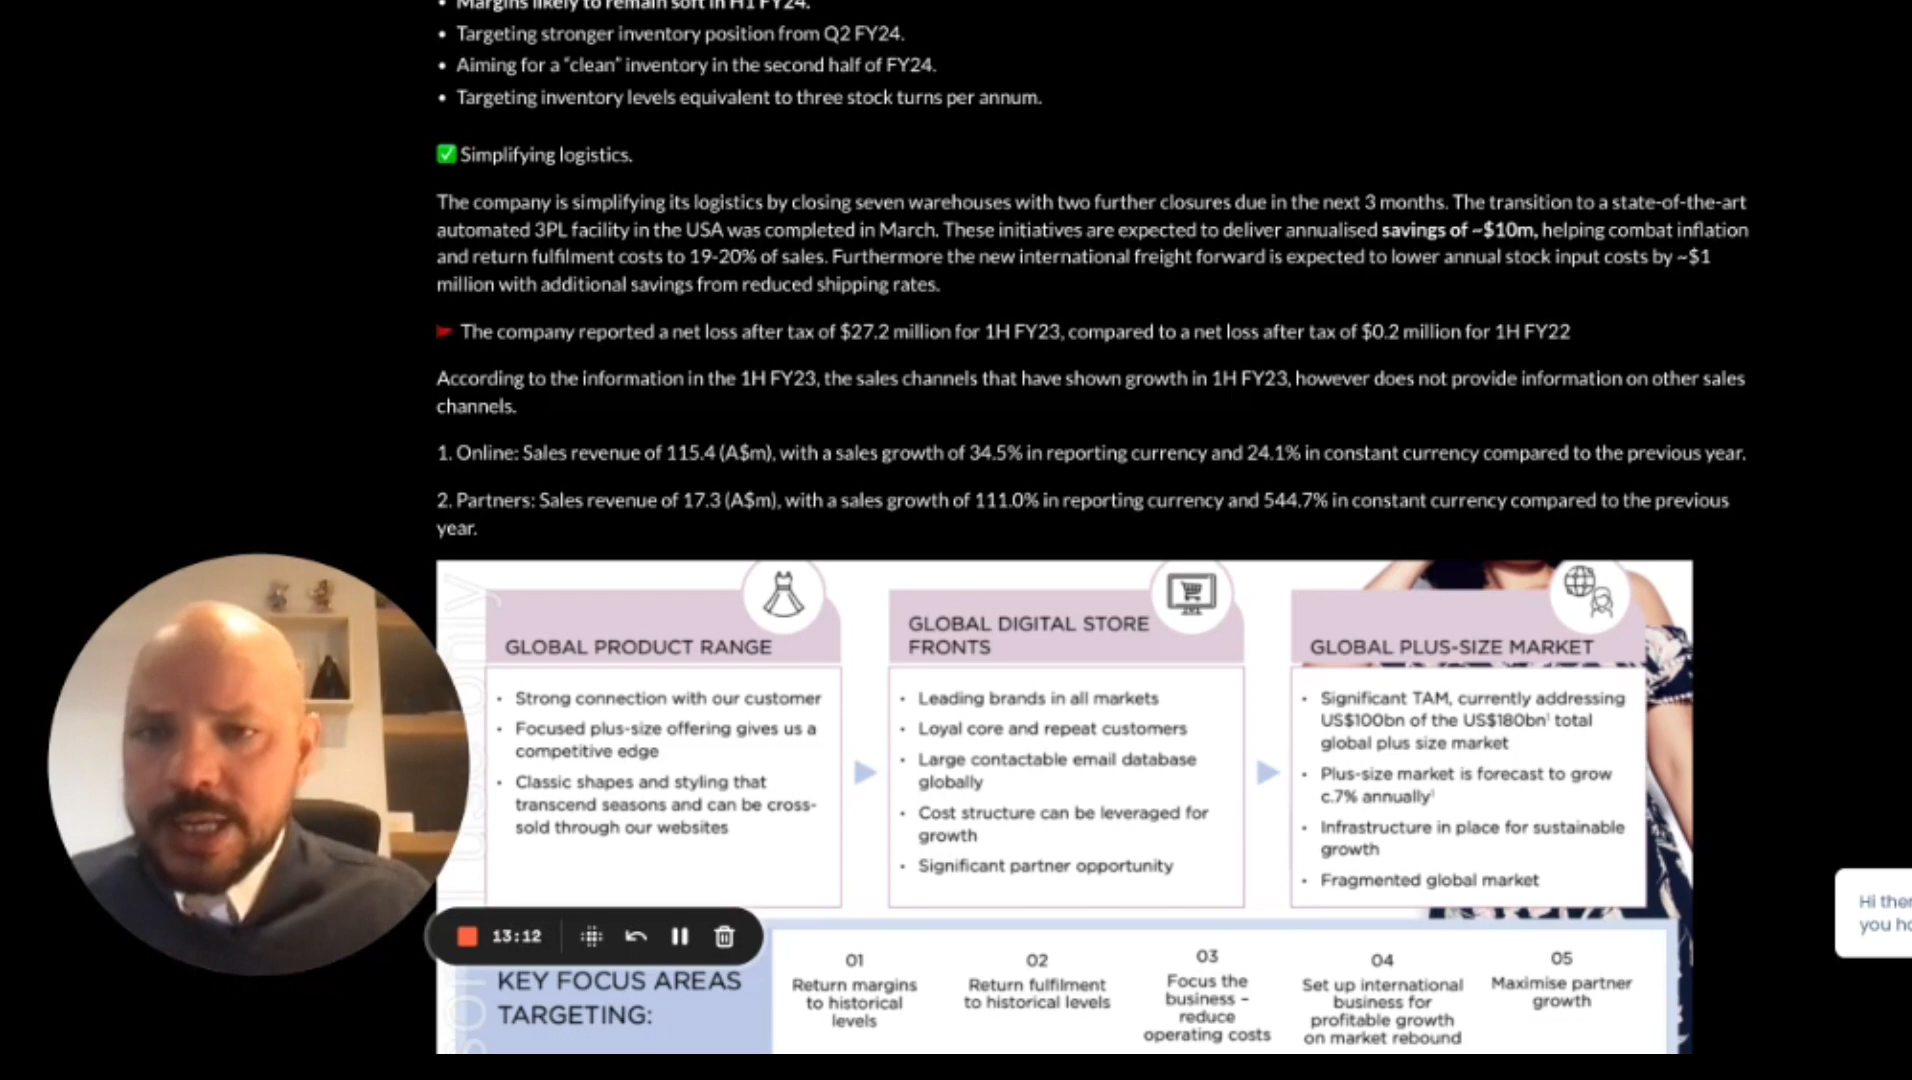 • Margins likely to remain soft in H1 FY24.
• Targeting stronger inventory position from Q2 FY24.
• Aiming for a "clean" inventory in the second half of FY24.
• Targeting inventory levels equivalent to three stock turns per annum.
✅ Simplifying logistics.
The company is simplifying its logistics by closing seven warehouses with two further closures due in the next 3 months. The transition to a state-of-the-art
automated 3PL facility in the USA was completed in March. These initiatives are expected to deliver annualised savings of ~$10m, helping combat inflation
and return fulfilment costs to 19-20% of sales. Furthermore the new international freight forward is expected to lower annual stock input costs by ~$1
million with additional savings from reduced shipping rates.
The company reported a net loss after tax of $27.2 million for 1H FY23, compared to a net loss after tax of $0.2 million for 1H FY22
According to the information in the 1H FY23, the sales channels that have shown growth in 1H FY23, however does not provide information on other sales
channels.
1. Online: Sales revenue of 115.4 (A$m), with a sales growth of 34.5% in reporting currency and 24.1% in constant currency compared to the previous year.
2. Partners: Sales revenue of 17.3 (A$m), with a sales growth of 111.0% in reporting currency and 544.7% in constant currency compared to the previous
year.
GLOBAL PRODUCT RANGE
• Strong connection with our customer
• Focused plus-size offering gives us a
competitive edge
• Classic shapes and styling that
transcend seasons and can be cross-
sold through our websites
GLOBAL DIGITAL STORE
FRONTS
• Leading brands in all markets
• Loyal core and repeat customers
• Large contactable email database
globally
• Cost structure can be leveraged for
growth
• Significant partner opportunity
GLOBAL PLUS-SIZE MARKET
• Significant TAM, currently addressing
US$100bn of the US$180bn¹ total
global plus size market
• Plus-size market is forecast to grow
c.7% annually¹
• Infrastructure in place for sustainable
growth
• Fragmented global market
13:12
KEY FOCUS AREAS
TARGETING:
01
Return margins
to historical
levels
02
Return fulfilment
to historical levels
03
Focus the
business –
reduce
operating costs
04
Set up international
business for
profitable growth
on market rebound
05
Maximise partner
growth
only
Hi
you